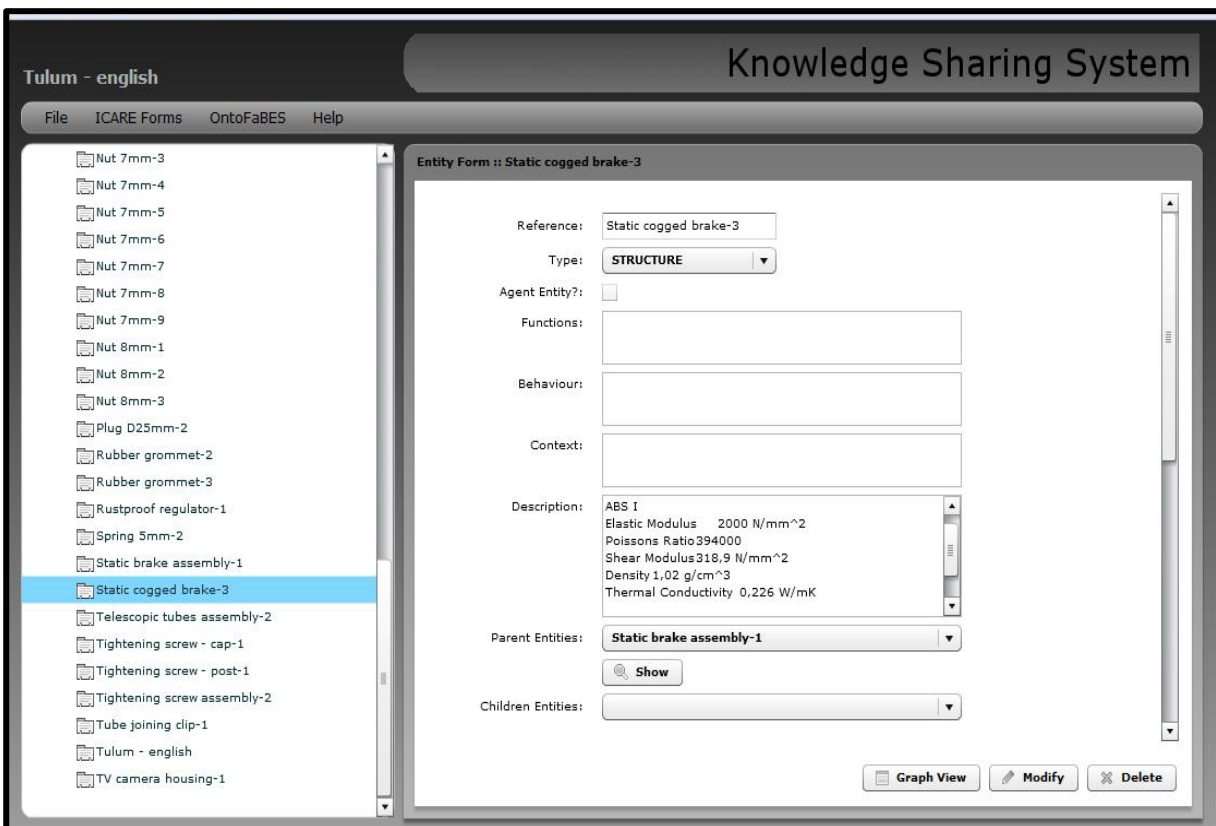 Knowledge Sharing System
Tulum - english
File ICARE Forms OntoFaBES Help
Nut 7mm-3
Nut 7mm-4
Nut 7mm-5
Nut 7mm-6
Nut 7mm-7
Nut 7mm-8
Nut 7mm-9
Nut 8mm-1
Nut 8mm-2
Nut 8mm-3
Plug D25mm-2
Rubber grommet-2
Rubber grommet-3
Rustproof regulator-1
Spring 5mm-2
Static brake assembly-1
Static cogged brake-3
Telescopic tubes assembly-2
Tightening screw - cap-1
Tightening screw - post-1
Tightening screw assembly-2
Tube joining clip-1
Tulum - english
TV camera housing-1
Entity Form :: Static cogged brake-3
Reference: Static cogged brake-3
Type: STRUCTURE
Agent Entity?:
Functions:
Behaviour:
Context:
Description: ABS I
Elastic Modulus 2000 N/mm^2
Poissons Ratio394000
Shear Modulus318,9 N/mm^2
Density 1,02 g/cm^3
Thermal Conductivity 0,226 W/mK
Parent Entities: Static brake assembly-1
Show
Children Entities:
Graph View Modify Delete